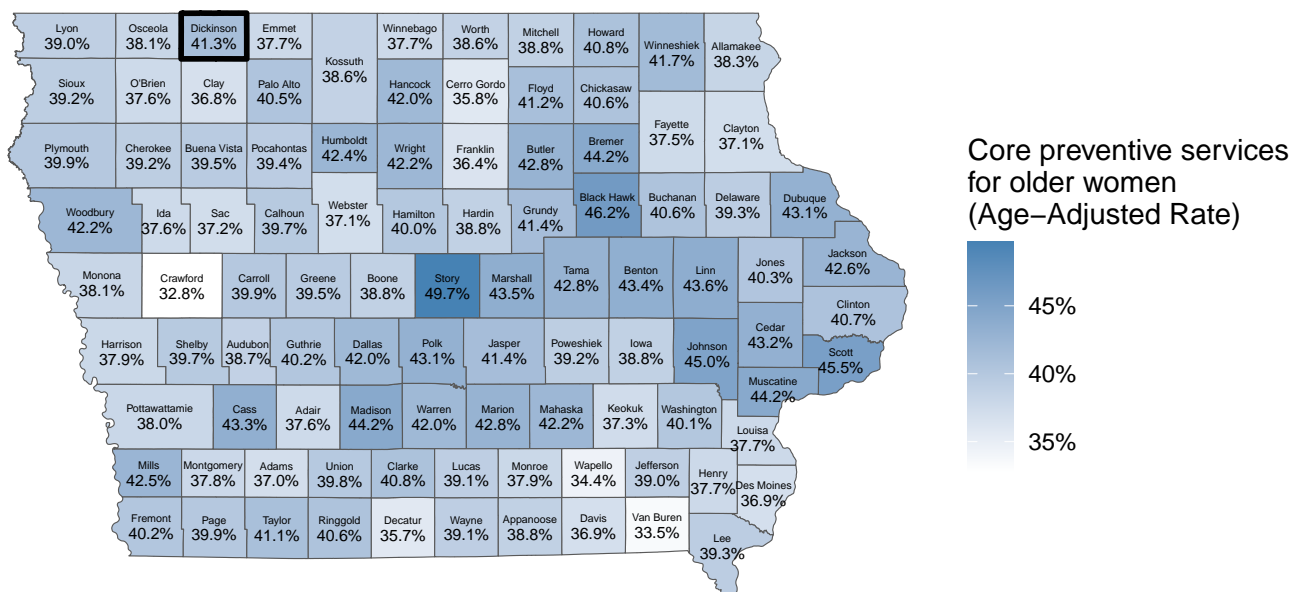 Lyon
39.0%
Osceola
38.1%
Dickinson
41.3%
Emmet
37.7%
Kossuth
38.6%
Winnebago
37.7%
Worth
38.6%
Mitchell
38.8%
Howard
40.8%
Winneshiek
41.7%
Allamakee
38.3%
Sioux
39.2%
O'Brien
37.6%
Clay
36.8%
Palo Alto
40.5%
Hancock
42.0%
Cerro Gordo
35.8%
Floyd
41.2%
Chickasaw
40.6%
Fayette
37.5%
Clayton
37.1%
Plymouth
39.9%
Cherokee
39.2%
Buena Vista
39.5%
Pocahontas
39.4%
Humboldt
42.4%
Wright
42.2%
Franklin
36.4%
Butler
42.8%
Bremer
44.2%
Woodbury
42.2%
Ida
37.6%
Sac
37.2%
Calhoun
39.7%
Webster
37.1%
Hamilton
40.0%
Hardin
38.8%
Grundy
41.4%
Black Hawk
46.2%
Buchanan
40.6%
Delaware
39.3%
Dubuque
43.1%
Monona
38.1%
Crawford
32.8%
Carroll
39.9%
Greene
39.5%
Boone
38.8%
Story
49.7%
Marshall
43.5%
Tama
42.8%
Benton
43.4%
Linn
43.6%
Jones
40.3%
Jackson
42.6%
Clinton
40.7%
Harrison
37.9%
Shelby
39.7%
Audubon
38.7%
Guthrie
40.2%
Dallas
42.0%
Polk
43.1%
Jasper
41.4%
Poweshiek
39.2%
Iowa
38.8%
Johnson
45.0%
Cedar
43.2%
Scott
45.5%
Muscatine
44.2%
Pottawattamie
38.0%
Cass
43.3%
Adair
37.6%
Madison
44.2%
Warren
42.0%
Marion
42.8%
Mahaska
42.2%
Keokuk
37.3%
Washington
40.1%
Louisa
37.7%
Mills
42.5%
Montgomery
37.8%
Adams
37.0%
Union
39.8%
Clarke
40.8%
Lucas
39.1%
Monroe
37.9%
Wapello
34.4%
Jefferson
39.0%
Henry
37.7%
Des Moines
36.9%
Fremont
40.2%
Page
39.9%
Taylor
41.1%
Ringgold
40.6%
Decatur
35.7%
Wayne
39.1%
Appanoose
38.8%
Davis
36.9%
Van Buren
33.5%
Lee
39.3%
Core preventive services
for older women
(Age–Adjusted Rate)
45%
40%
35%